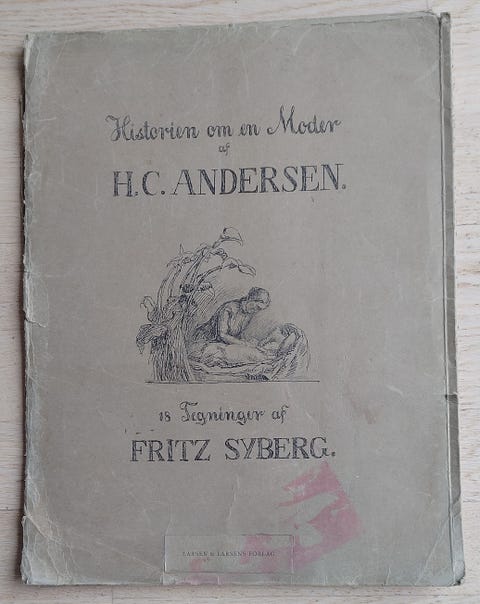 Historien om en Moder
af
H.C. ANDERSEN.
18 Tegninger af
FRITZ SYBERG.
LARSEN & LARSENS FORLAG